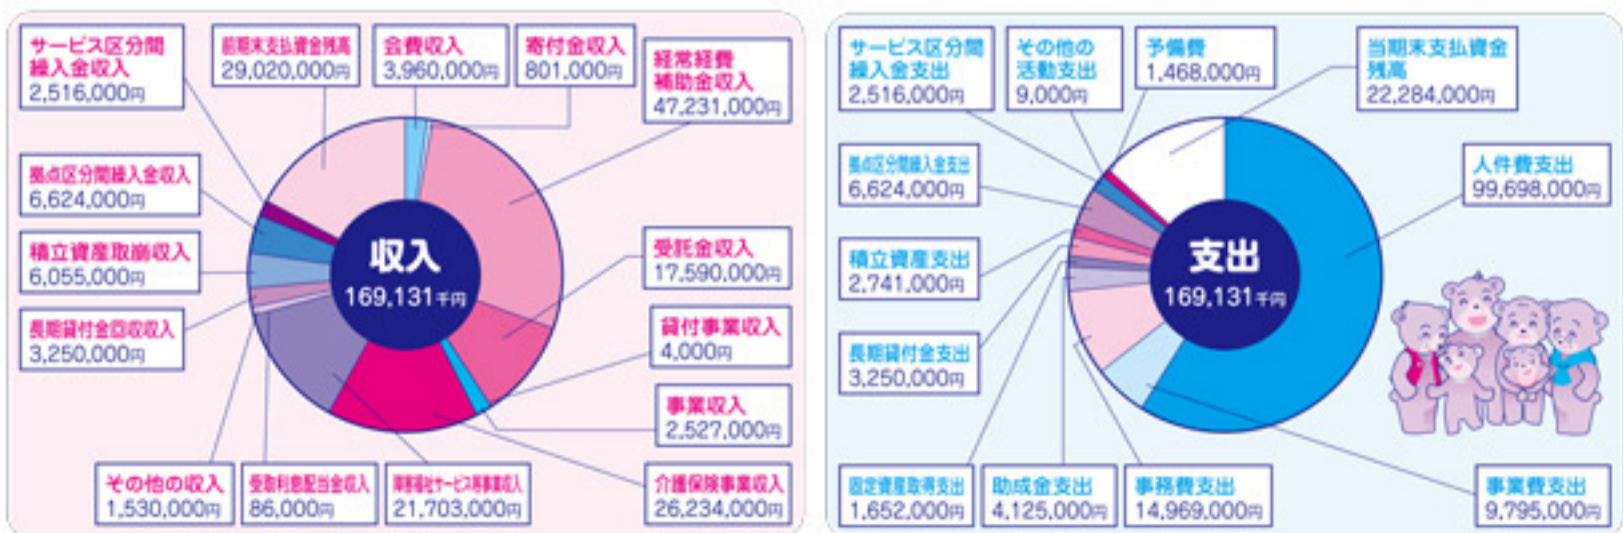 サービス区分間
繰入金収入
2,516,000円
前期末支払資金残高
29,020,000円
会費収入
3,960,000円
寄付金収入
801,000円
経常経費
補助金収入
47,231,000円
拠点区分間繰入金収入
6,624,000円
積立資産取崩収入
6,055,000円
長期貸付金回収収入
3,250,000円
収入
169,131千円
受託金収入
17,590,000円
貸付事業収入
4,000円
事業収入
2,527,000円
その他の収入
1,530,000円
受取利息配当金収入
86,000円
障害福祉サービス等事業収入
21,703,000円
介護保険事業収入
26,234,000円
サービス区分間
繰入金支出
2,516,000円
その他の
活動支出
9,000円
予備費
1,468,000円
当期末支払資金
残高
22,284,000円
拠点区分間繰入金支出
6,624,000円
積立資産支出
2,741,000円
長期貸付金支出
3,250,000円
支出
169,131千円
人件費支出
99,698,000円
固定資産取得支出
1,652,000円
助成金支出
4,125,000円
事務費支出
14,969,000円
事業費支出
9,795,000円